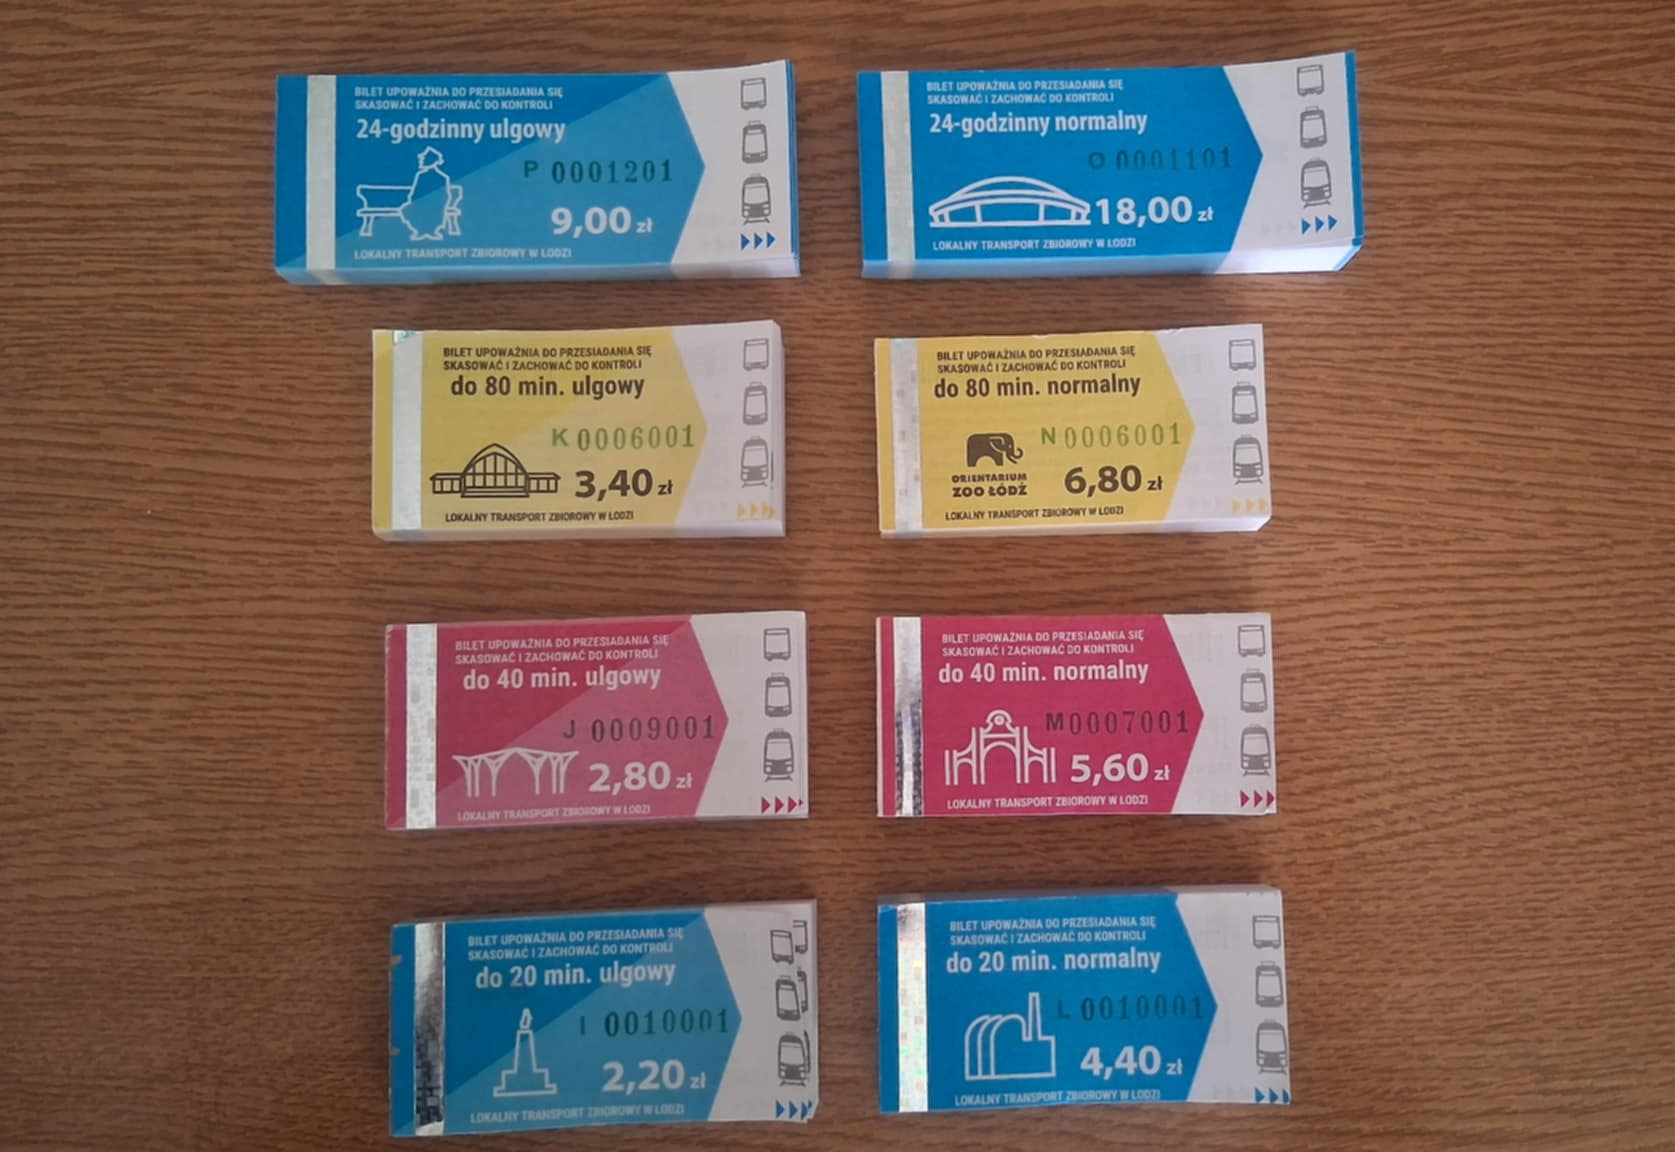 BILET UPOWAŻNIA DO PRZESIADANIA SIĘ
SKASOWAĆ I ZACHOWAĆ DO KONTROLI
24-godzinny ulgowy
P 0001201
9,00 zł
LOKALNY TRANSPORT ZBIOROWY W ŁODZI
BILET UPOWAŻNIA DO PRZESIADANIA SIĘ
SKASOWAĆ I ZACHOWAĆ DO KONTROLI
24-godzinny normalny
O 0001101
18,00 zł
LOKALNY TRANSPORT ZBIOROWY W ŁODZI
BILET UPOWAŻNIA DO PRZESIADANIA SIĘ
SKASOWAĆ I ZACHOWAĆ DO KONTROLI
do 80 min. ulgowy
K 0006001
3,40 zł
LOKALNY TRANSPORT ZBIOROWY W ŁODZI
BILET UPOWAŻNIA DO PRZESIADANIA SIĘ
SKASOWAĆ I ZACHOWAĆ DO KONTROLI
do 80 min. normalny
N 0006001
ORIENTARIUM
ZOO ŁÓDŹ
6,80 zł
LOKALNY TRANSPORT ZBIOROWY W ŁODZI
BILET UPOWAŻNIA DO PRZESIADANIA SIĘ
SKASOWAĆ I ZACHOWAĆ DO KONTROLI
do 40 min. ulgowy
J 0009001
2,80 zł
LOKALNY TRANSPORT ZBIOROWY W ŁODZI
BILET UPOWAŻNIA DO PRZESIADANIA SIĘ
SKASOWAĆ I ZACHOWAĆ DO KONTROLI
do 40 min. normalny
M 0007001
5,60 zł
LOKALNY TRANSPORT ZBIOROWY W ŁODZI
BILET UPOWAŻNIA DO PRZESIADANIA SIĘ
SKASOWAĆ I ZACHOWAĆ DO KONTROLI
do 20 min. ulgowy
I 0010001
2,20 zł
LOKALNY TRANSPORT ZBIOROWY W ŁODZI
BILET UPOWAŻNIA DO PRZESIADANIA SIĘ
SKASOWAĆ I ZACHOWAĆ DO KONTROLI
do 20 min. normalny
L 0010001
4,40 zł
LOKALNY TRANSPORT ZBIOROWY W ŁODZI